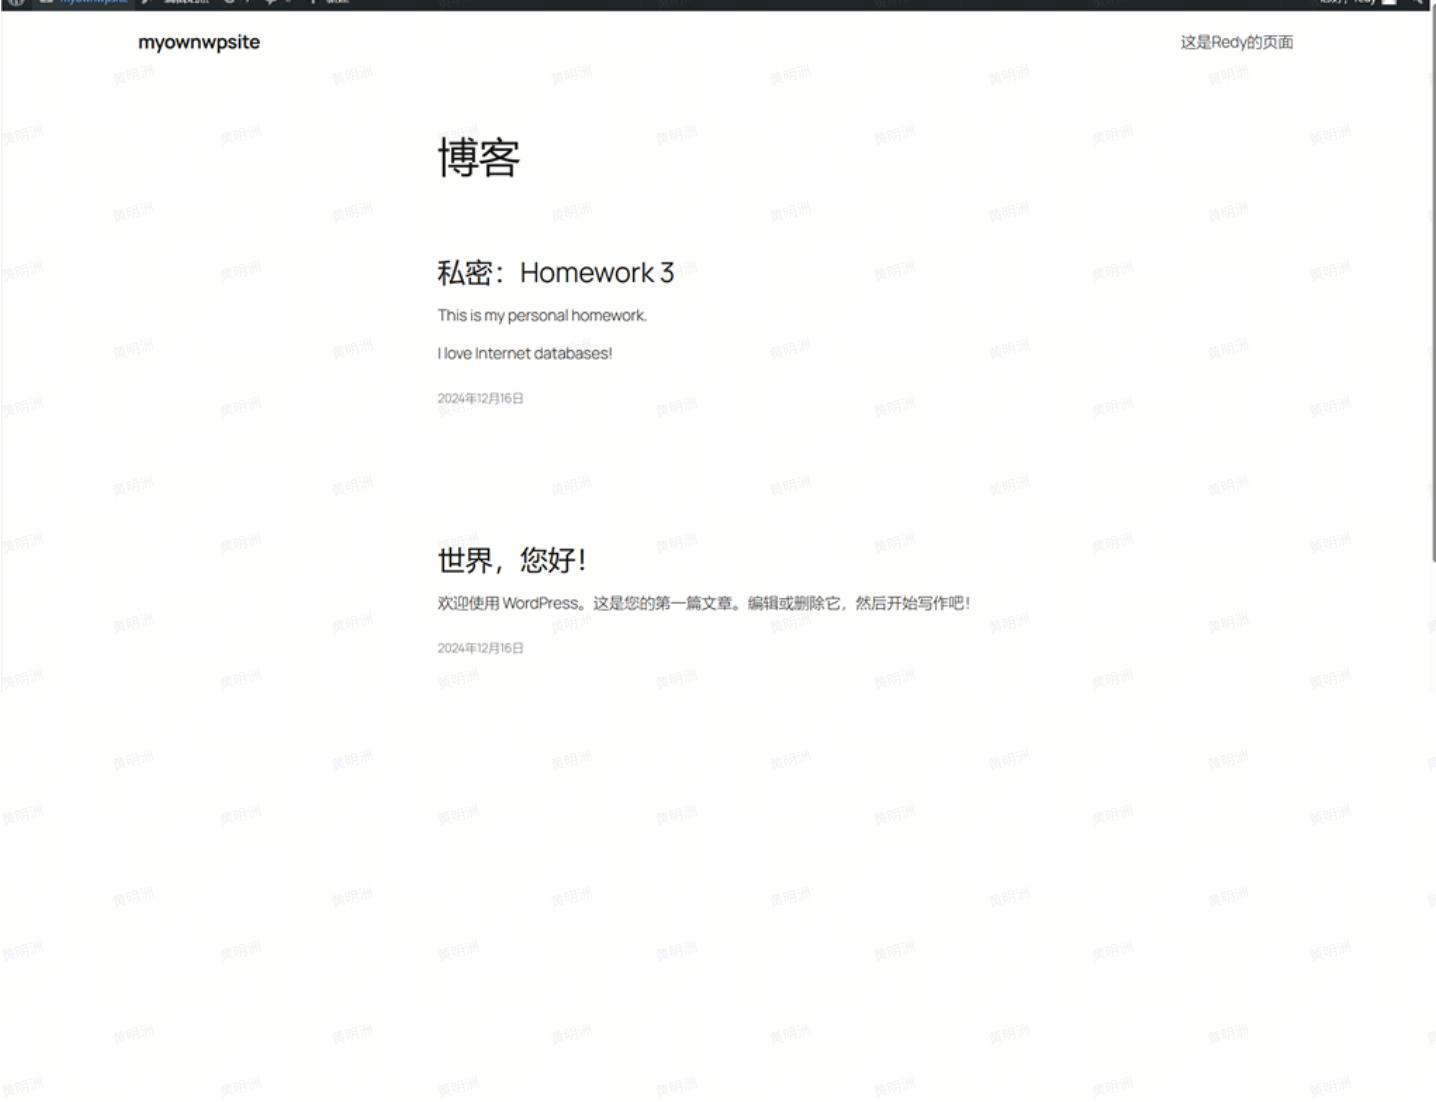 myownwpsite
myownwpsite
这是Redy的页面
博客
私密：Homework 3
This is my personal homework.
I love Internet databases!
2024年12月16日
世界，您好！
欢迎使用 WordPress。这是您的第一篇文章。编辑或删除它，然后开始写作吧！
2024年12月16日
黄明洲